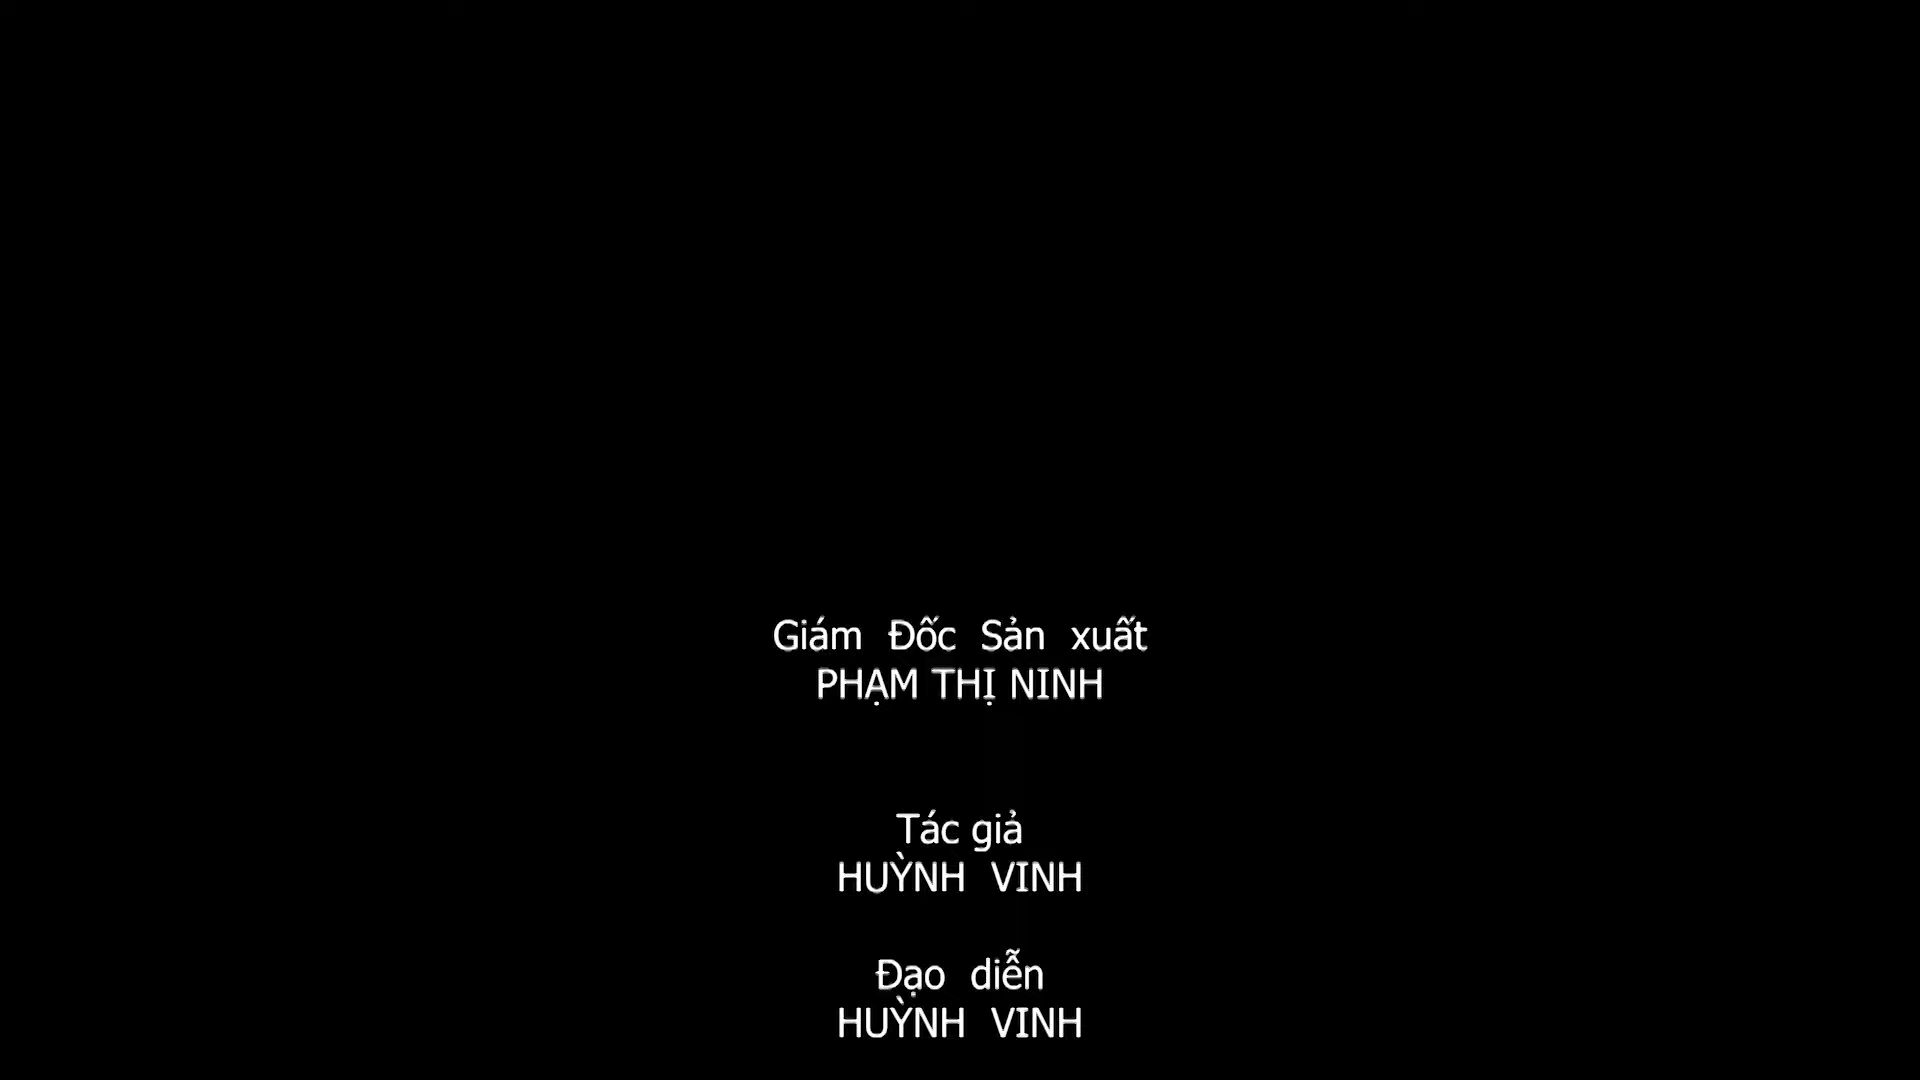 Giám Đốc Sản xuất
PHẠM THỊ NINH
Tác giả
HUỲNH VINH
Đạo diễn
HUỲNH VINH